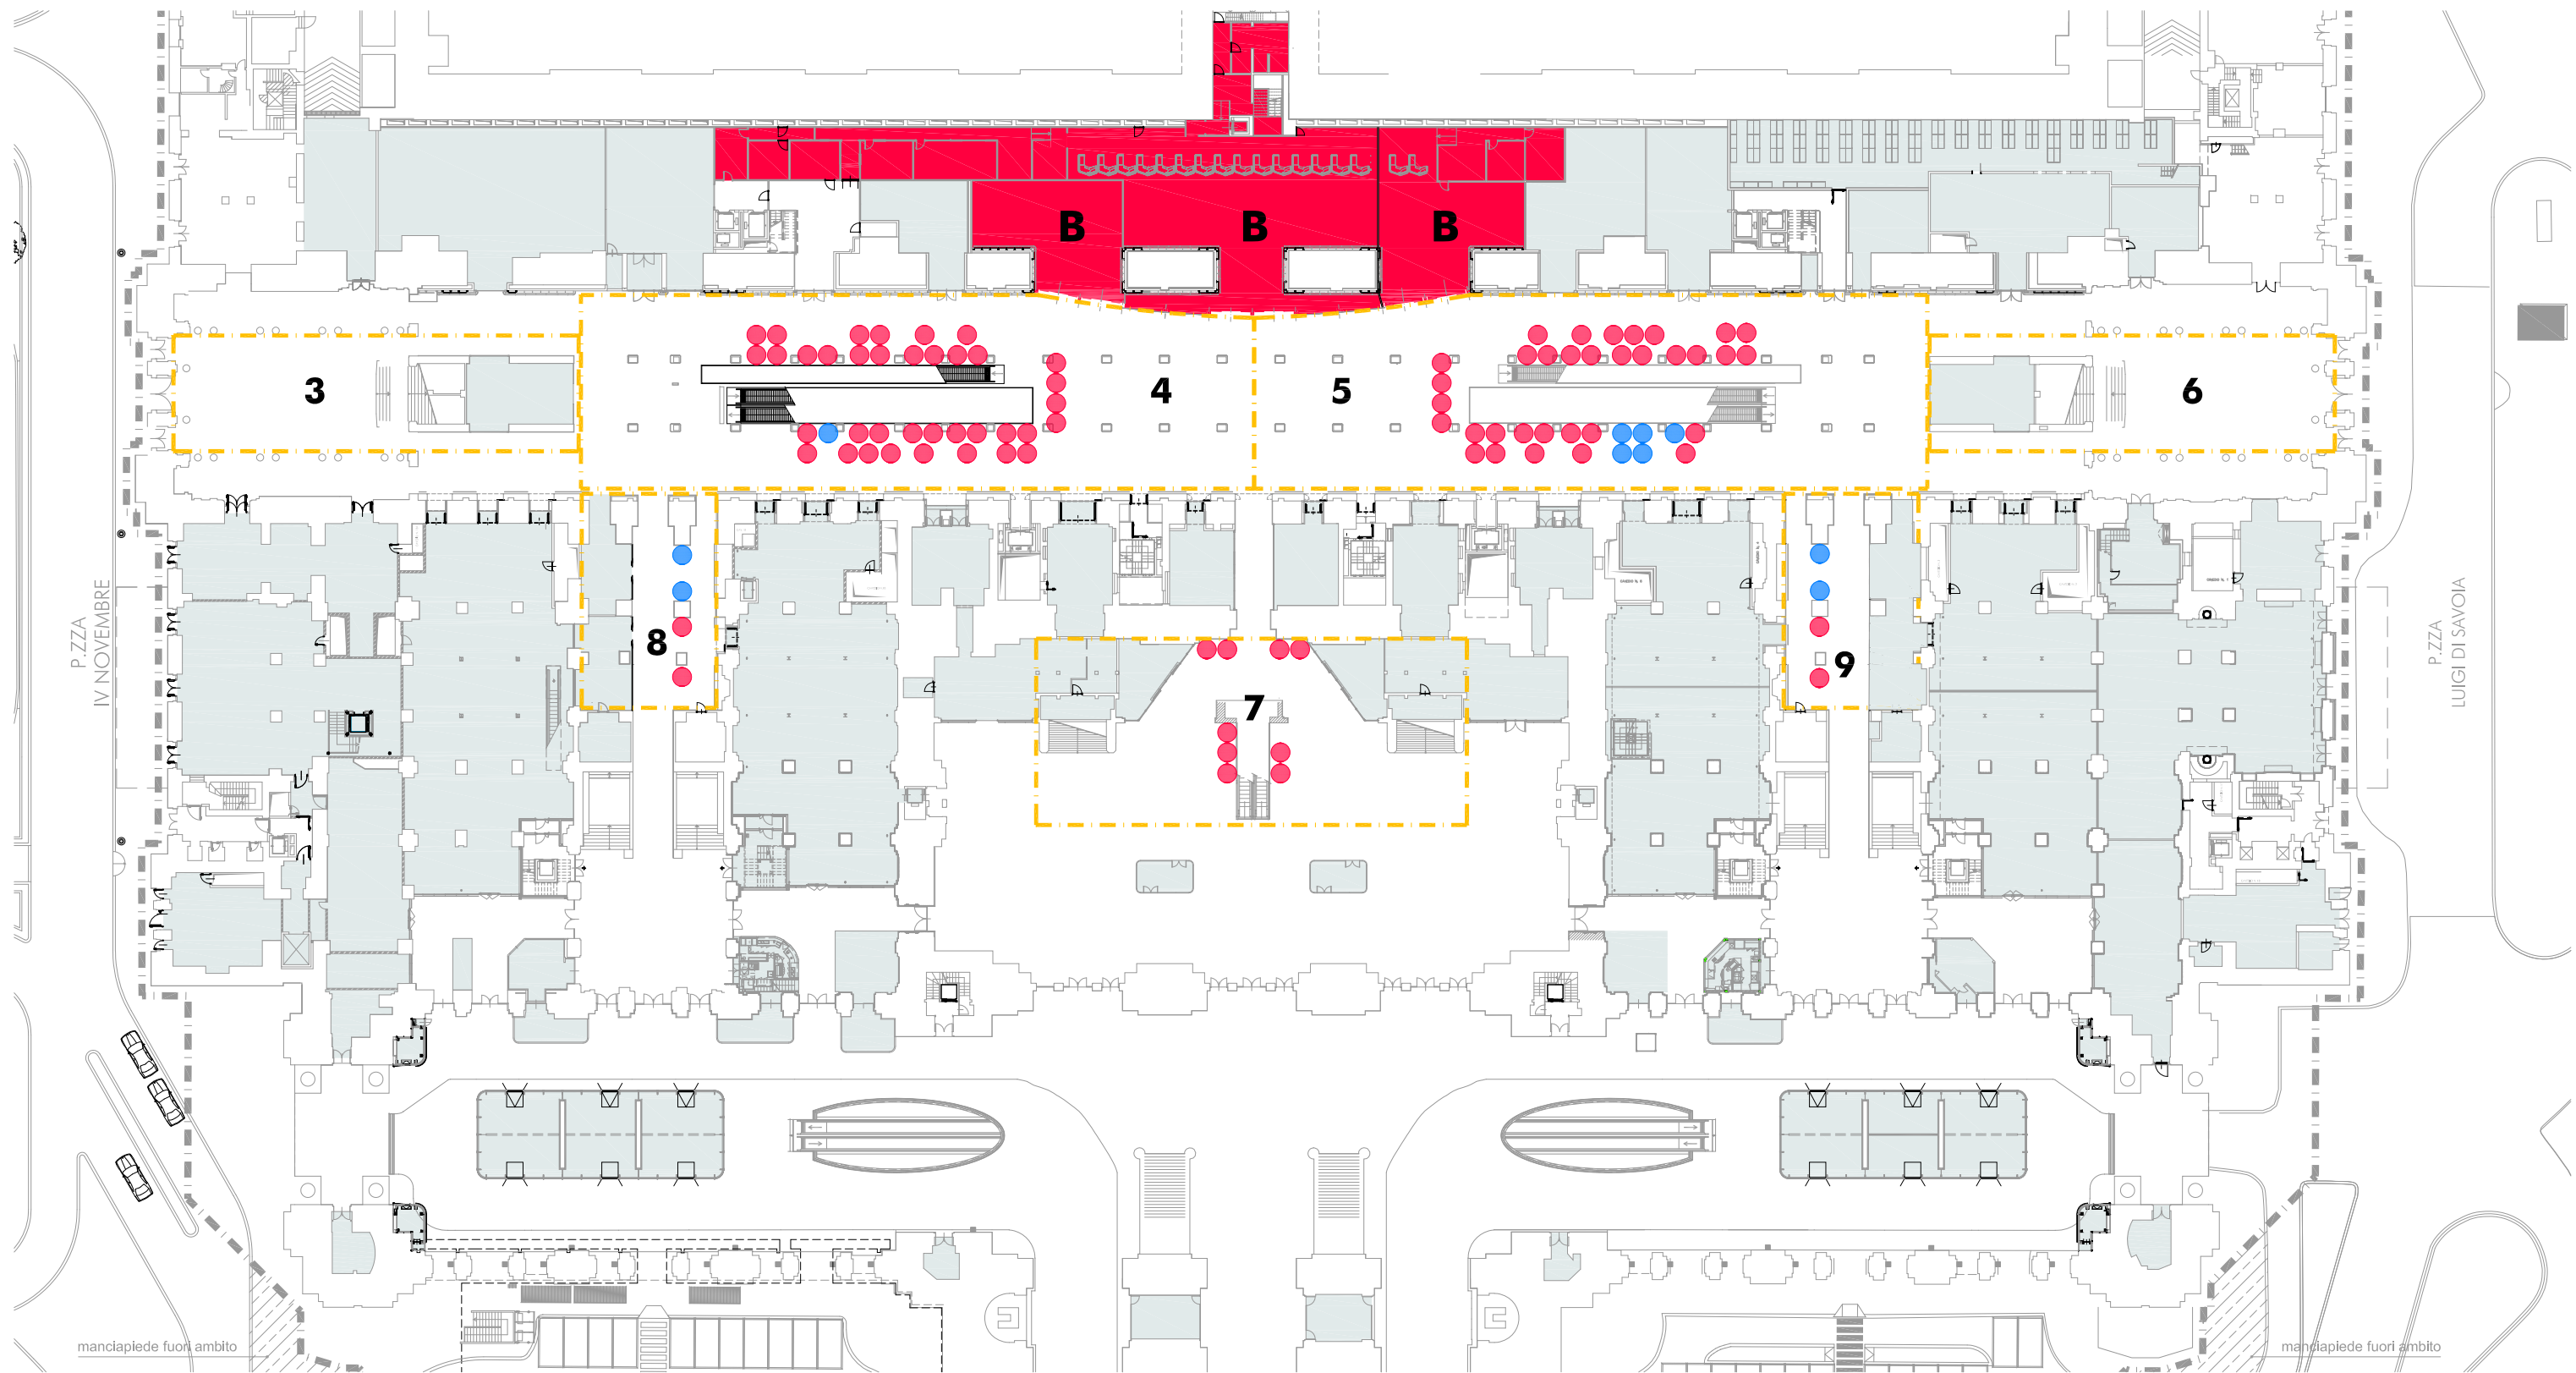 B
B
B
3
4
5
6
8
7
9
P.ZZA
IV NOVEMBRE
P.ZZA
LUIGI DI SAVOIA
marciapiede fuori ambito
marciapiede fuori ambito